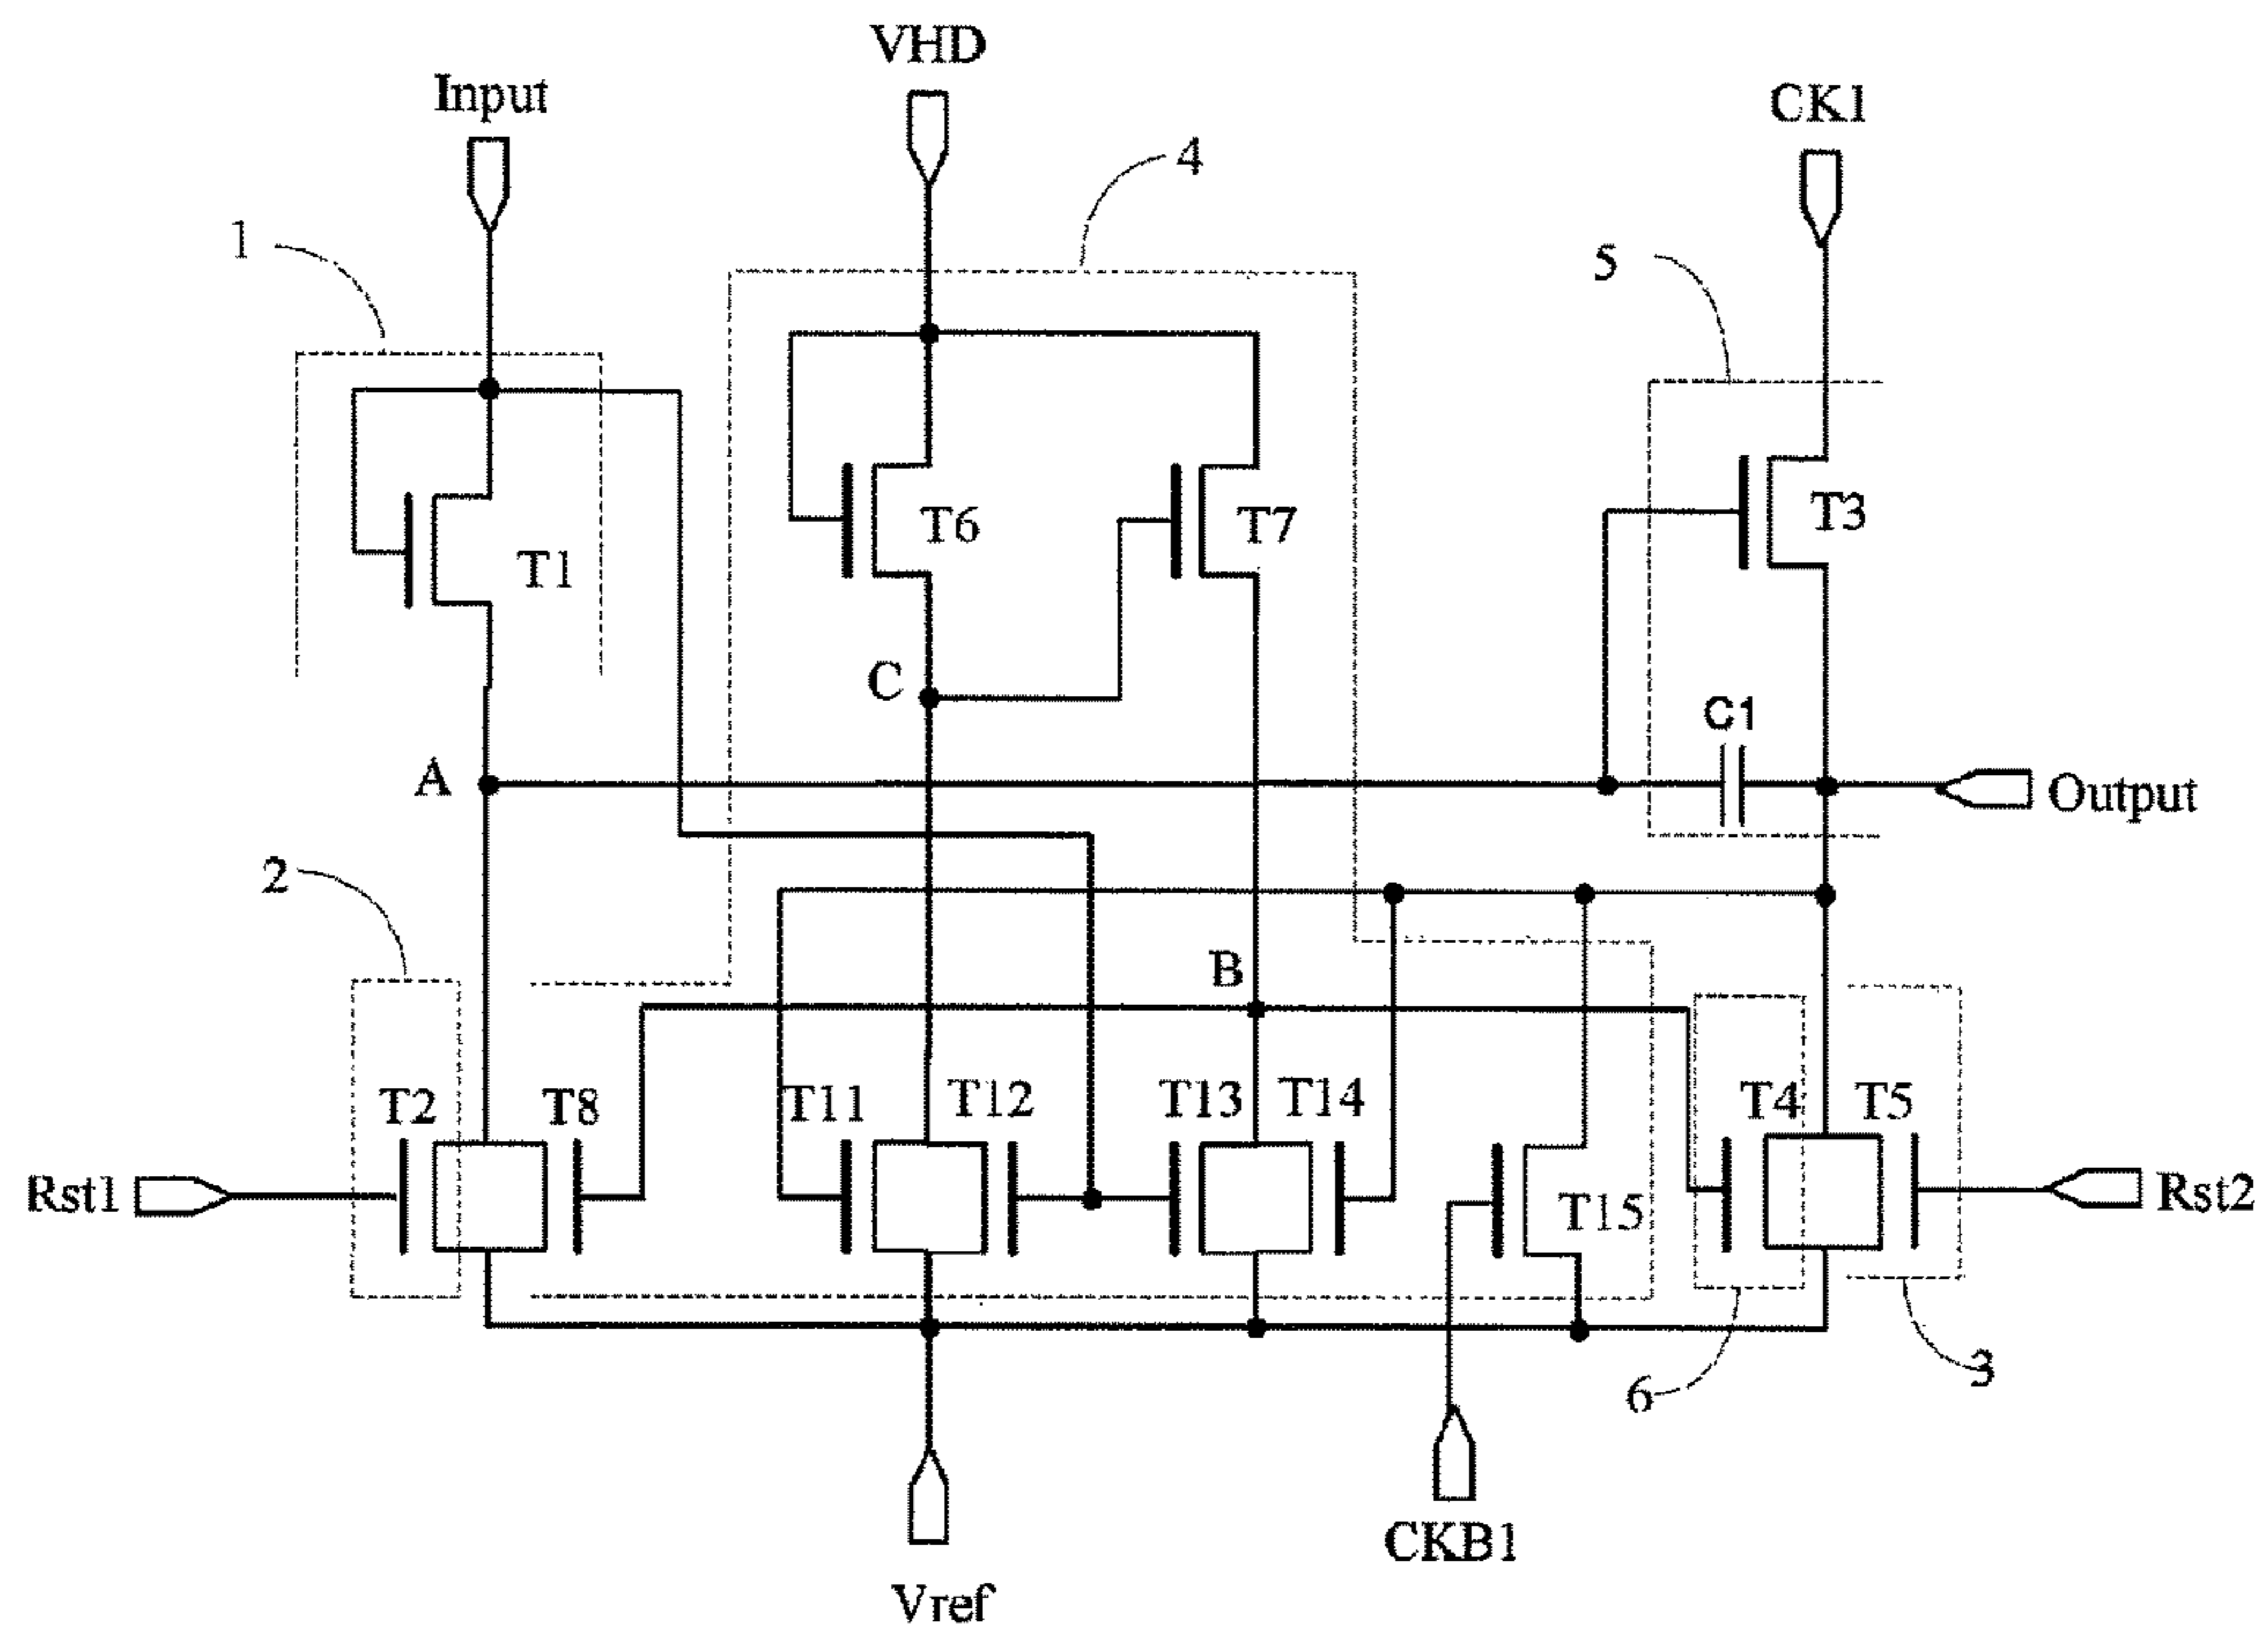 VHD
Input
CK1
4
1
5
T6
T7
T3
T1
C
C1
A
Output
2
B
T2
T8
T11
T12
T13
T14
T4
T5
Rst1
T15
Rst2
6
3
CKB1
Vref